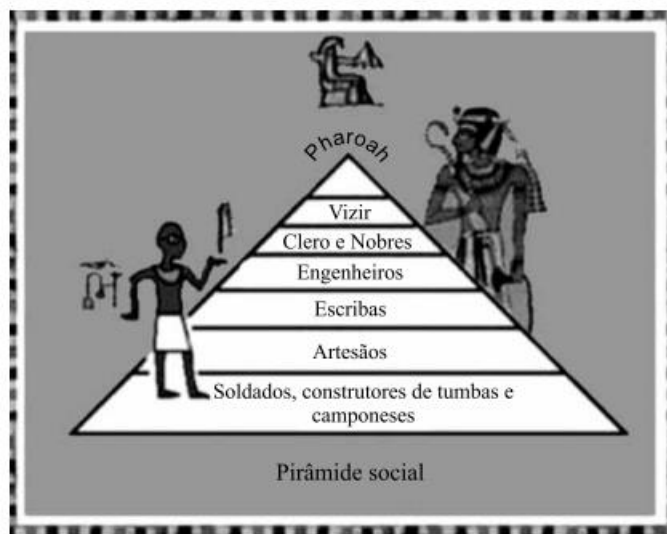 Pharoah
Vizir
Clero e Nobres
Engenheiros
Escribas
Artesãos
Soldados, construtores de tumbas e
camponeses
Pirâmide social